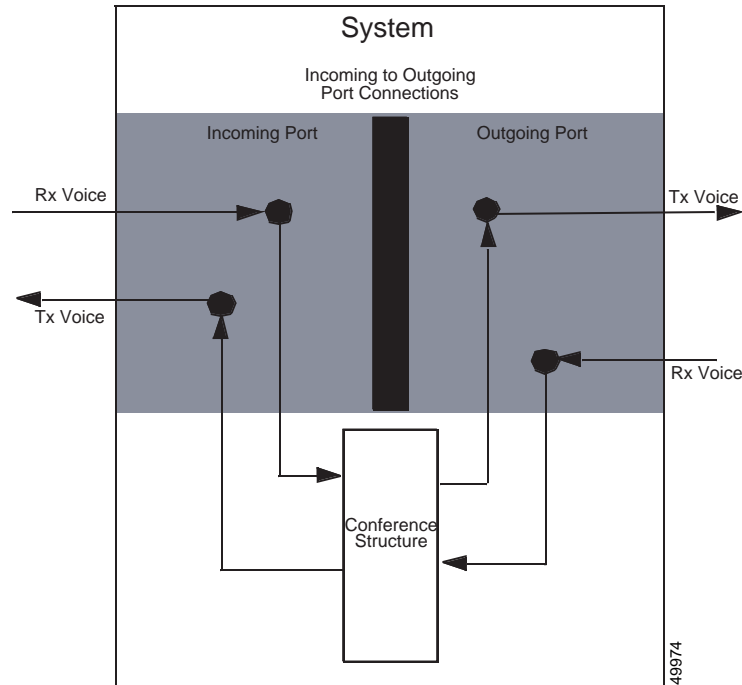 System
Incoming to Outgoing
Port Connections
Incoming Port
Outgoing Port
Rx Voice
Tx Voice
Tx Voice
Rx Voice
Conference
Structure
49974